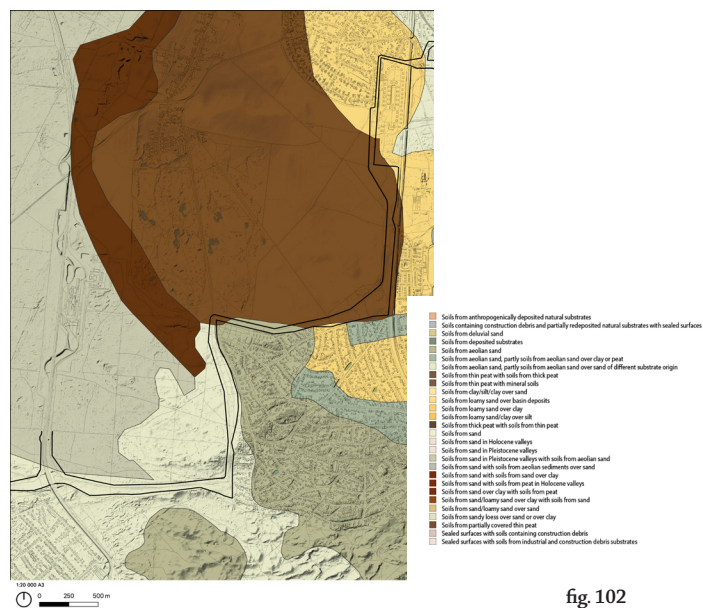 Soils from anthropogenically deposited natural substrates
Soils containing construction debris and partially redeposited natural substrates with sealed surfaces
Soils from deluvial sand
Soils from deposited substrates
Soils from aeolian sand
Soils from aeolian sand, partly soils from aeolian sand over clay or peat
Soils from aeolian sand, partly soils from aeolian sand over sand of different substrate origin
Soils from thin peat with soils from thick peat
Soils from thin peat with mineral soils
Soils from clay/silt/clay over sand
Soils from loamy sand over basin deposits
Soils from loamy sand over clay
Soils from loamy sand/clay over silt
Soils from thick peat with soils from thin peat
Soils from sand
Soils from sand in Holocene valleys
Soils from sand in Pleistocene valleys
Soils from sand in Pleistocene valleys with soils from aeolian sand
Soils from sand with soils from aeolian sediments over sand
Soils from sand with soils from sand over clay
Soils from sand with soils from peat in Holocene valleys
Soils from sand over clay with soils from peat
Soils from sand/loamy sand over clay with soils from sand
Soils from sand/loamy sand over sand
Soils from sandy loess over sand or over clay
Soils from partially covered thin peat
Sealed surfaces with soils containing construction debris
Sealed surfaces with soils from industrial and construction debris substrates
1:20 000 A3
0 250 500 m
fig. 102